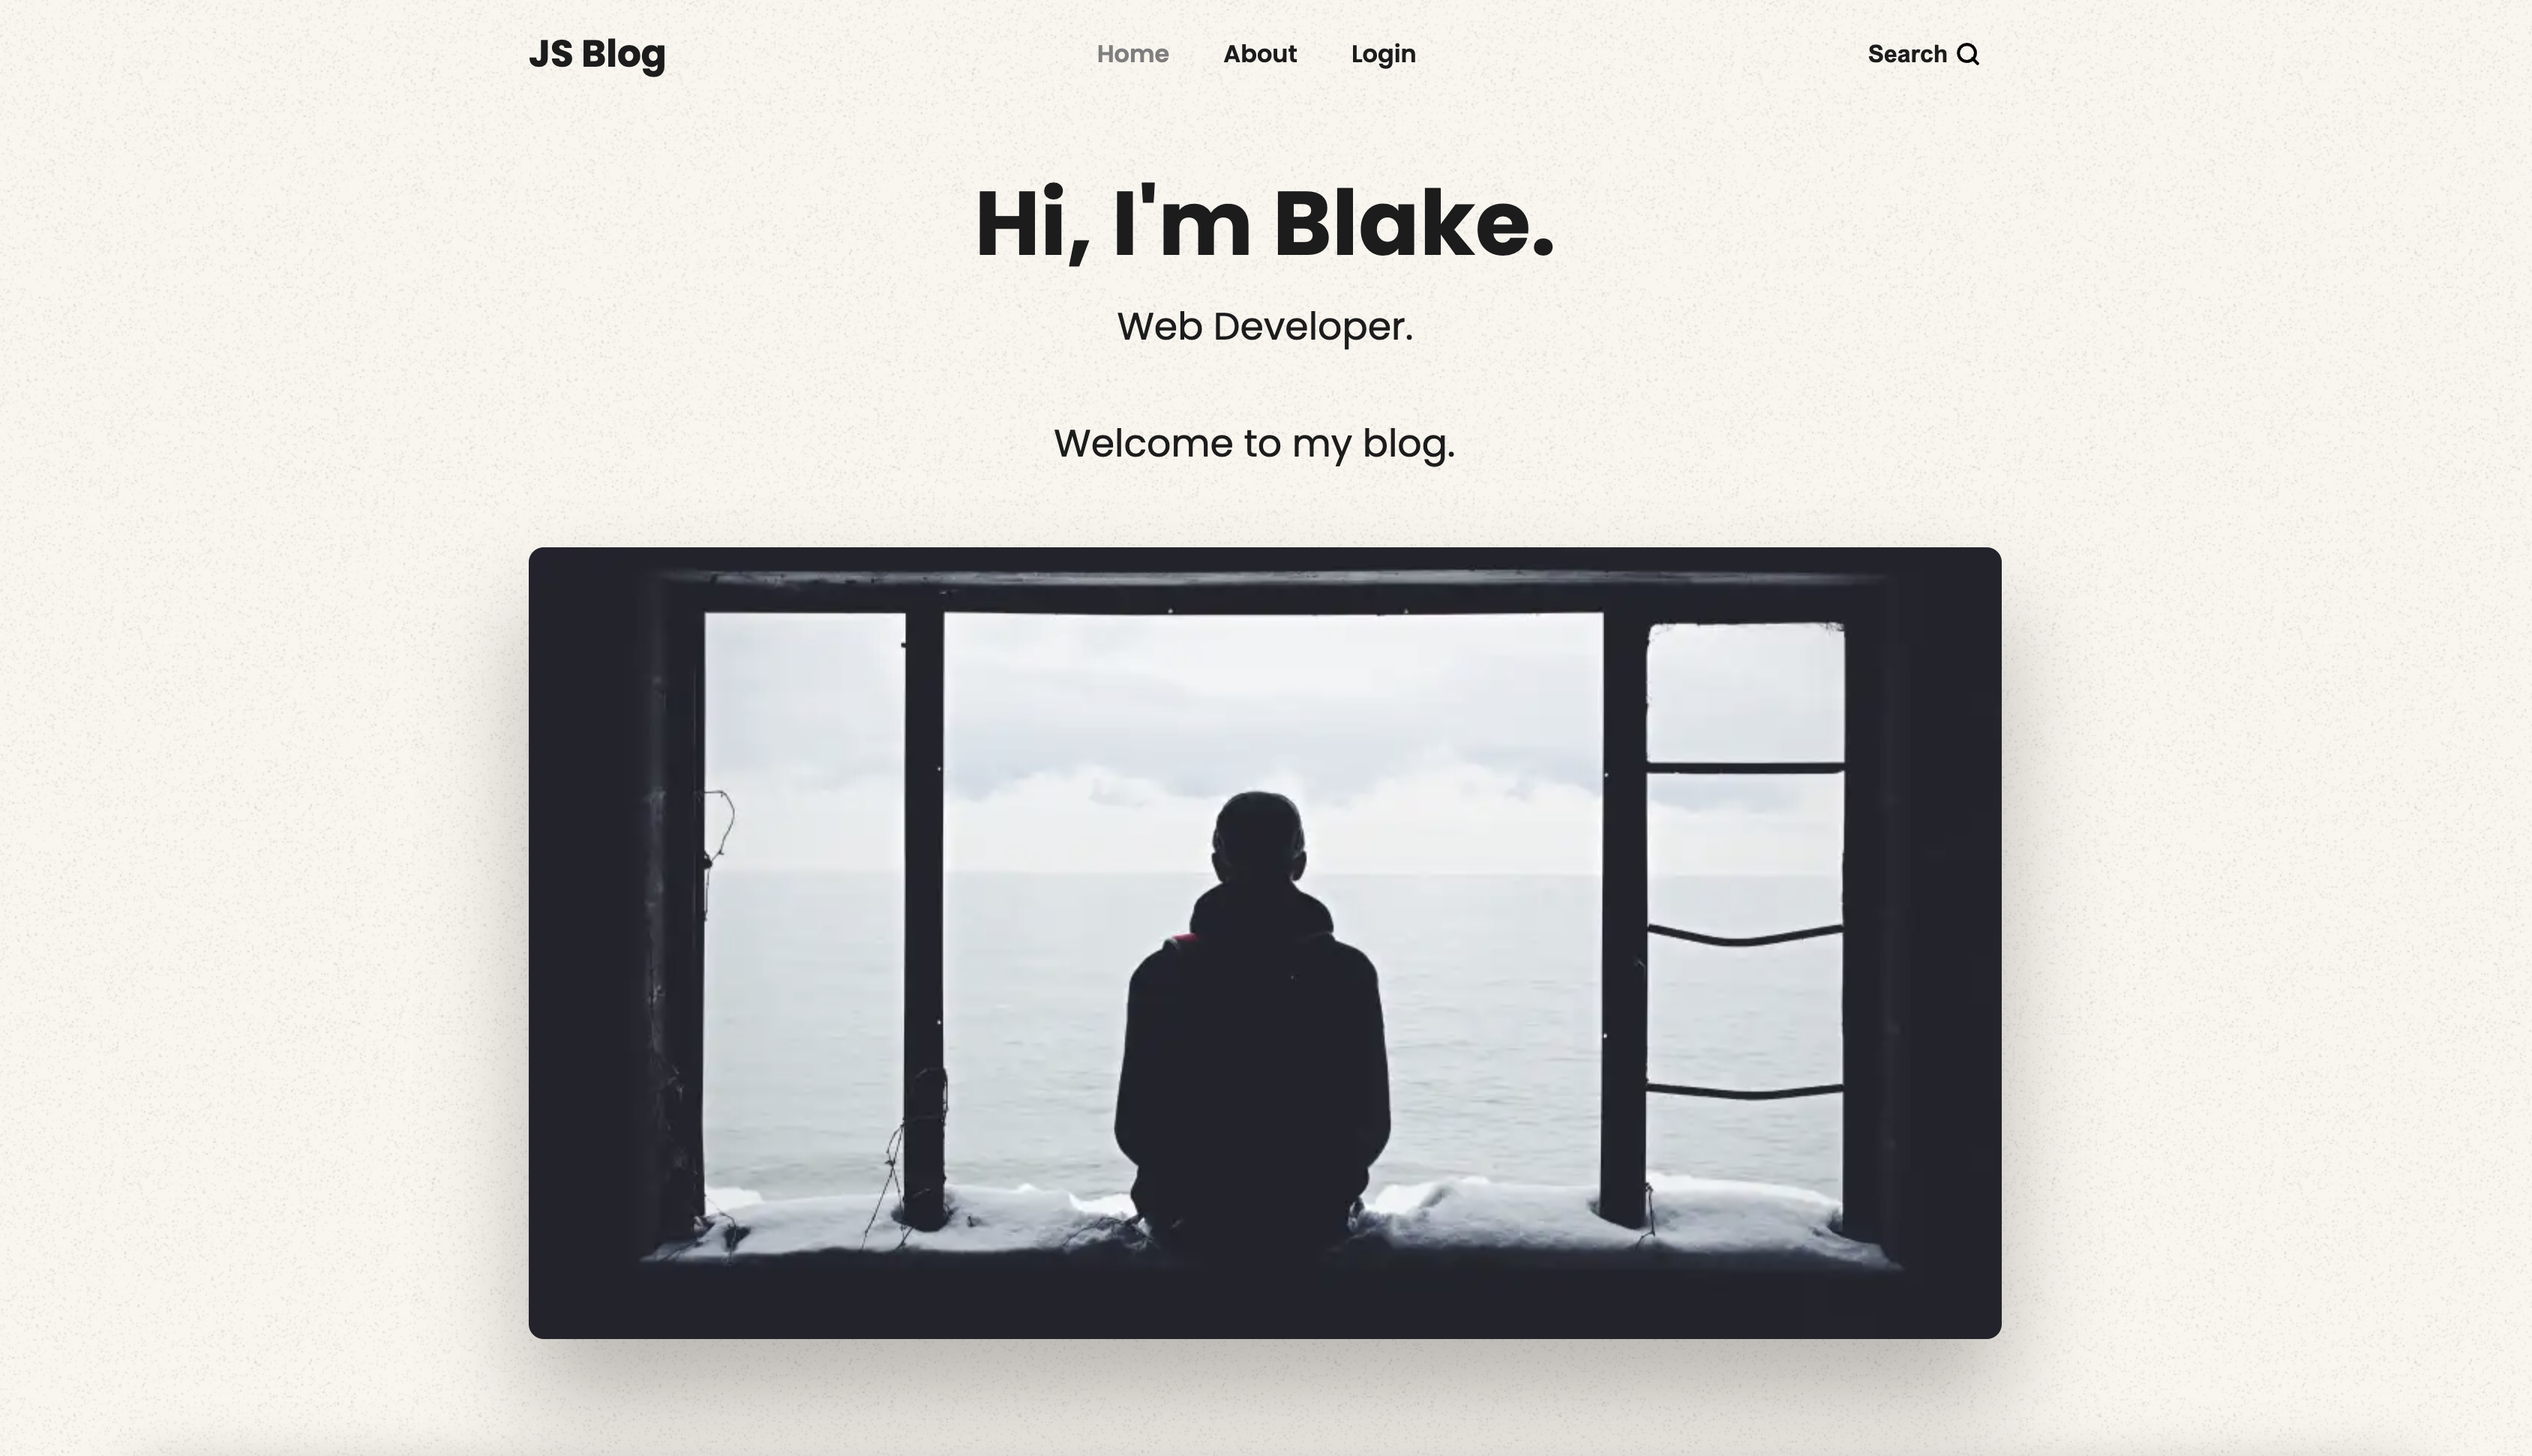 JS Blog
Home About Login
Search
Hi, I'm Blake.
Web Developer.
Welcome to my blog.